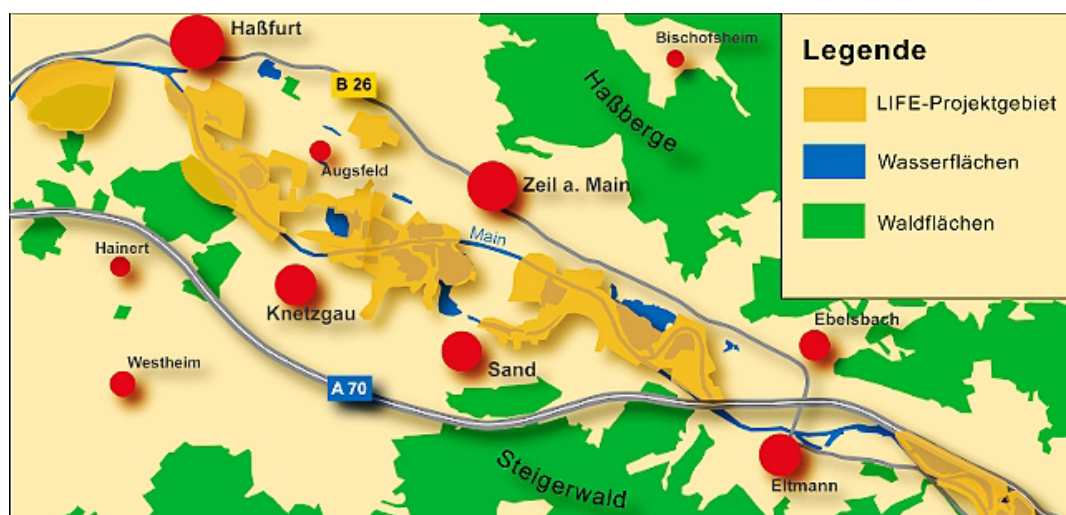 Haßfurt
Bischofsheim
Legende
B 26
Haßberge
LIFE-Projektgebiet
Augsfeld
Wasserflächen
Zeil a. Main
Waldflächen
Main
Hainert
Knetzgau
Ebelsbach
Westheim
Sand
A 70
Steigerwald
Eltmann